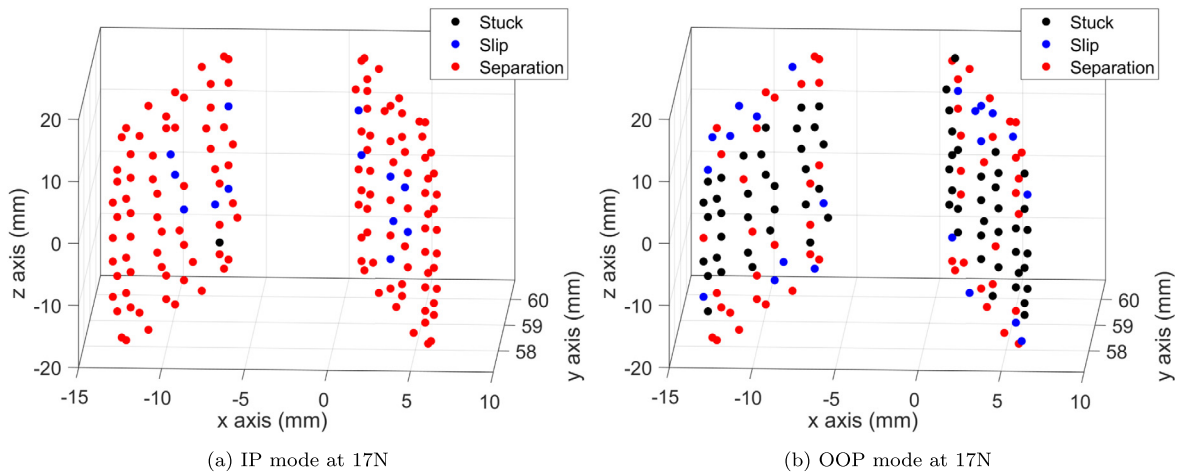 Stuck
Slip
Separation
20
10
0
-10
-20
z axis (mm)
-15
-10
-5
0
5
10
x axis (mm)
60
59
58
y axis (mm)
(a) IP mode at 17N
Stuck
Slip
Separation
20
10
0
-10
-20
z axis (mm)
-15
-10
-5
0
5
10
x axis (mm)
60
59
58
y axis (mm)
(b) OOP mode at 17N